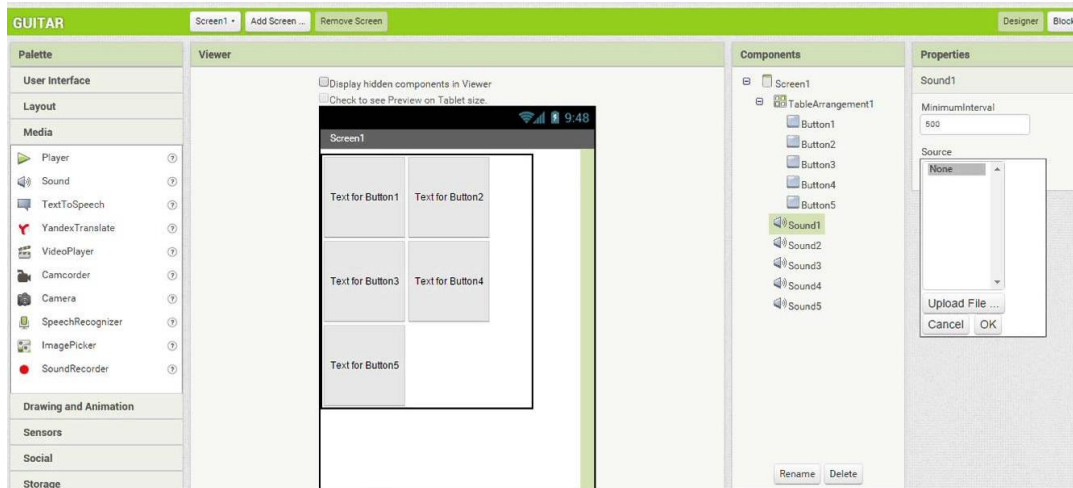 GUITAR
Screen1
Add Screen ...
Remove Screen
Designer
Block
Palette
User Interface
Layout
Media
Player
Sound
TextToSpeech
YandexTranslate
VideoPlayer
Camcorder
Camera
SpeechRecognizer
ImagePicker
SoundRecorder
Drawing and Animation
Sensors
Social
Storage
Viewer
Display hidden components in Viewer
Check to see Preview on Tablet size.
9:48
Screen1
Text for Button1 Text for Button2
Text for Button3 Text for Button4
Text for Button5
Components
Screen1
TableArrangement1
Button1
Button2
Button3
Button4
Button5
Sound1
Sound2
Sound3
Sound4
Sound5
Rename
Delete
Properties
Sound1
MinimumInterval
500
Source
None
Upload File ...
Cancel
OK